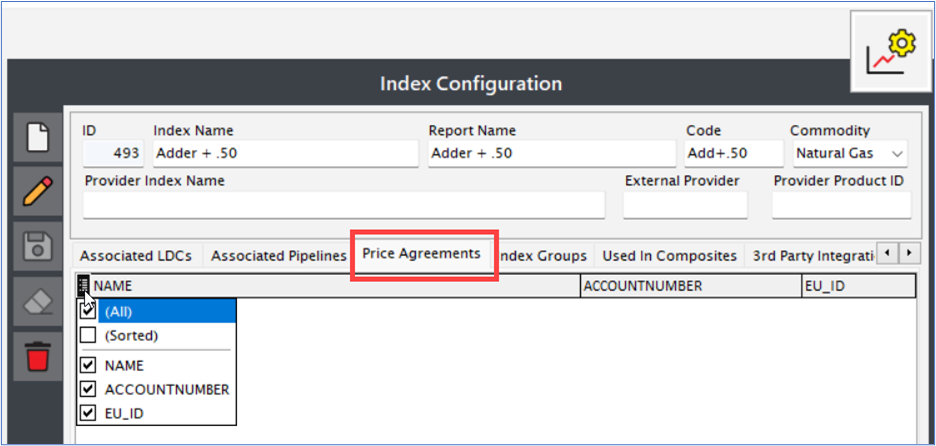 Index Configuration
ID Index Name Report Name Code Commodity
493 Adder + .50 Adder + .50 Add+.50 Natural Gas
Provider Index Name External Provider Provider Product ID
Associated LDCs Associated Pipelines Price Agreements ndex Groups Used In Composites 3rd Party Integrati
NAME ACCOUNTNUMBER EU_ID
(All)
(Sorted)
NAME
ACCOUNTNUMBER
EU_ID